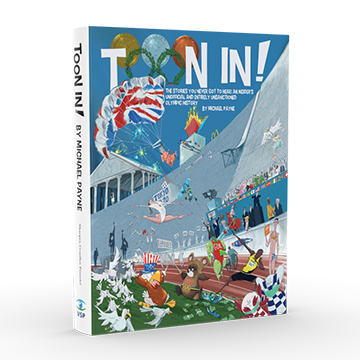 TOON IN!
THE STORIES YOU NEVER GOT TO HEAR: AN INSIDER'S
UNOFFICIAL AND ENTIRELY UNSANCTIONED
OLYMPIC HISTORY
BY MICHAEL PAYNE
TOON IN!
BY MICHAEL PAYNE
VSP